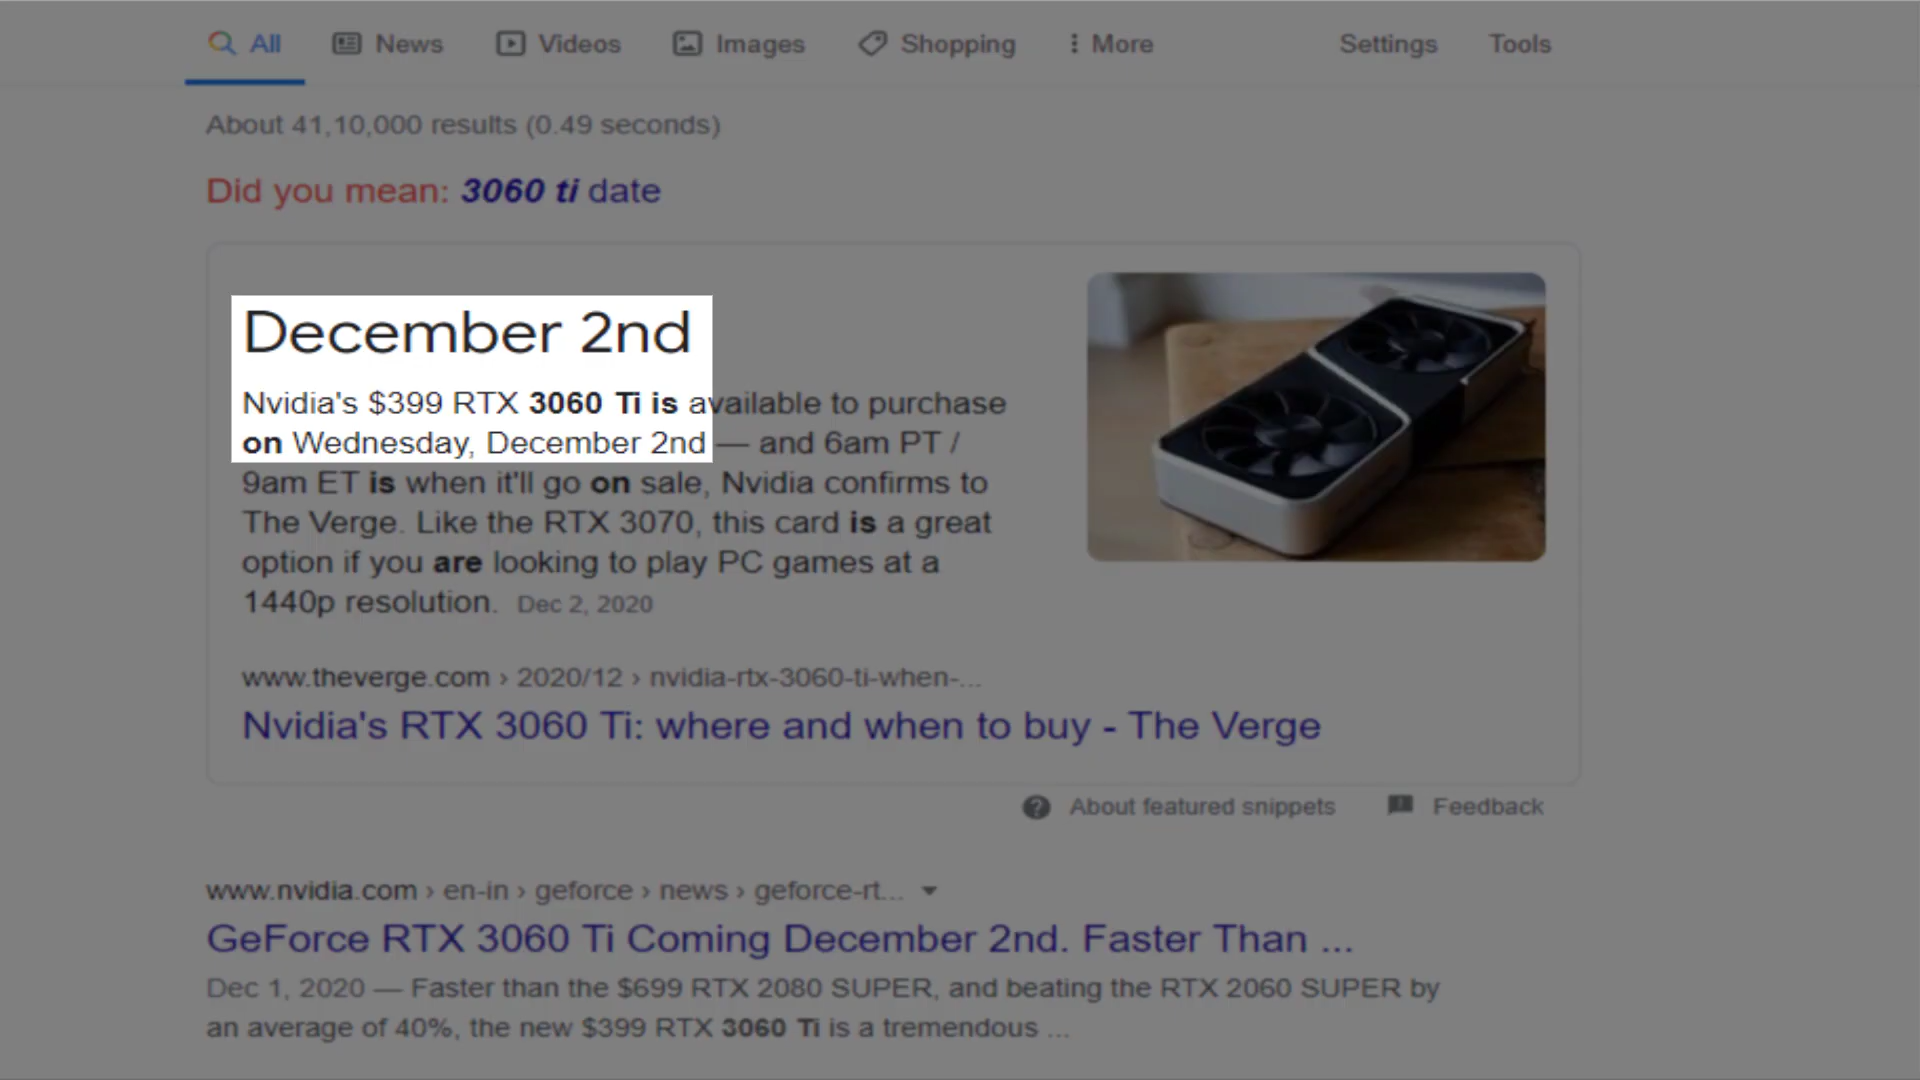 All News Videos Images Shopping More Settings Tools
About 41,10,000 results (0.49 seconds)
Did you mean: 3060 ti date
December 2nd
Nvidia's $399 RTX 3060 Ti is available to purchase
on Wednesday, December 2nd — and 6am PT /
9am ET is when it'll go on sale, Nvidia confirms to
The Verge. Like the RTX 3070, this card is a great
option if you are looking to play PC games at a
1440p resolution. Dec 2, 2020
www.theverge.com › 2020/12 › nvidia-rtx-3060-ti-when-...
Nvidia's RTX 3060 Ti: where and when to buy - The Verge
About featured snippets Feedback
www.nvidia.com › en-in › geforce › news › geforce-rt...
GeForce RTX 3060 Ti Coming December 2nd. Faster Than ...
Dec 1, 2020 — Faster than the $699 RTX 2080 SUPER, and beating the RTX 2060 SUPER by
an average of 40%, the new $399 RTX 3060 Ti is a tremendous ...